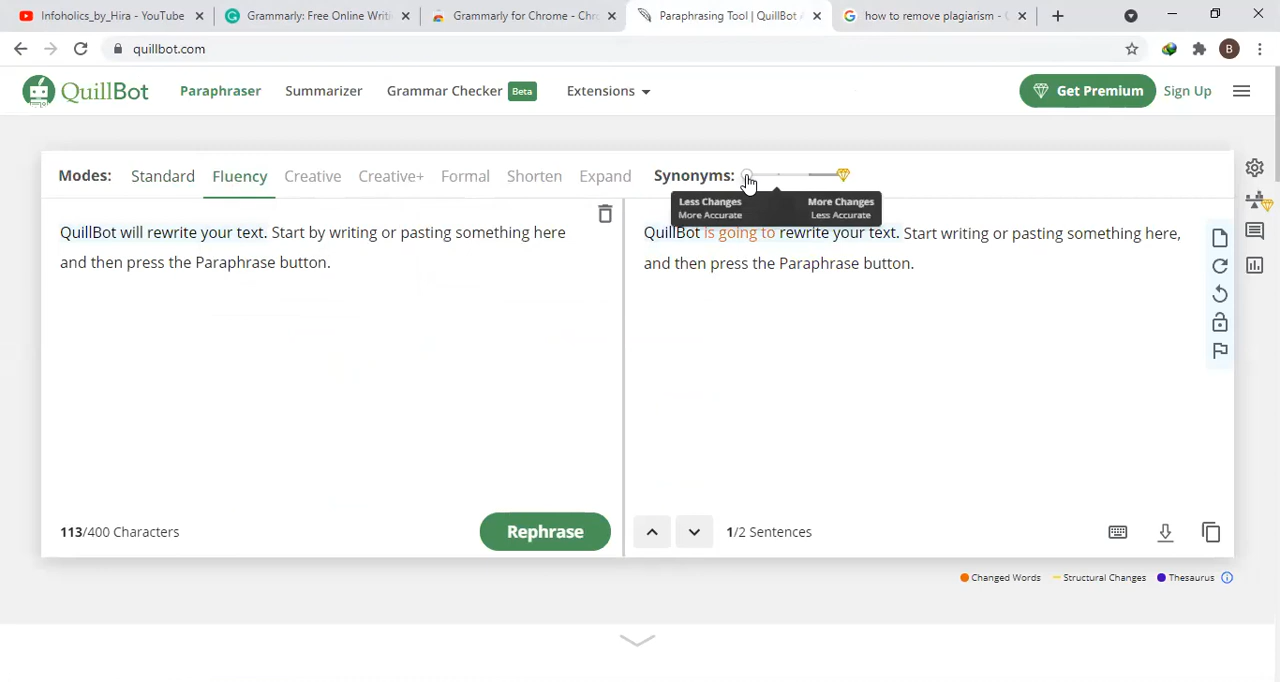 Infoholics_by_Hira - YouTube
Grammarly: Free Online Writi
Grammarly for Chrome - Chro
Paraphrasing Tool | QuillBot A
how to remove plagiarism - G
quillbot.com
B
QuillBot
Paraphraser
Summarizer
Grammar Checker Beta
Extensions
Get Premium
Sign Up
Modes: Standard Fluency Creative Creative+ Formal Shorten Expand
Synonyms:
Less Changes More Changes
More Accurate Less Accurate
QuillBot will rewrite your text. Start by writing or pasting something here
and then press the Paraphrase button.
QuillBot is going to rewrite your text. Start writing or pasting something here,
and then press the Paraphrase button.
113/400 Characters
Rephrase
1/2 Sentences
Changed Words Structural Changes Thesaurus